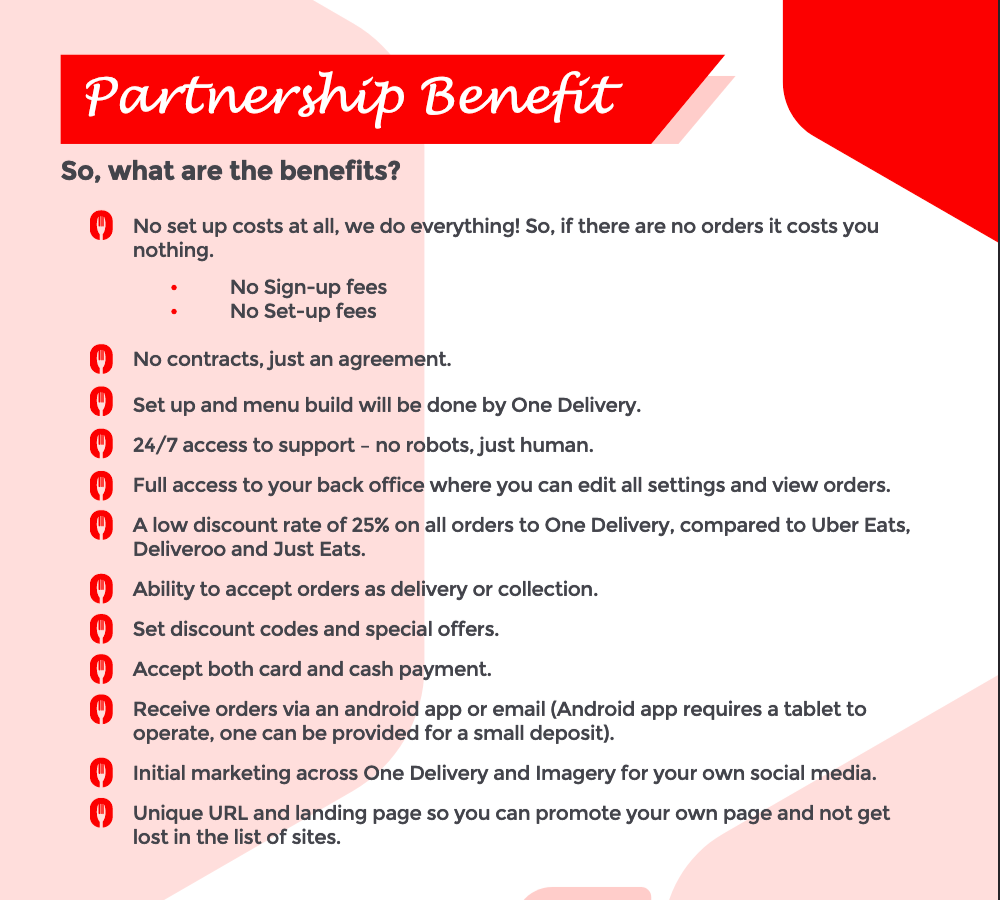 Partnership Benefit
So, what are the benefits?
No set up costs at all, we do everything! So, if there are no orders it costs you
nothing.
• No Sign-up fees
• No Set-up fees
No contracts, just an agreement.
Set up and menu build will be done by One Delivery.
24/7 access to support – no robots, just human.
Full access to your back office where you can edit all settings and view orders.
A low discount rate of 25% on all orders to One Delivery, compared to Uber Eats,
Deliveroo and Just Eats.
Ability to accept orders as delivery or collection.
Set discount codes and special offers.
Accept both card and cash payment.
Receive orders via an android app or email (Android app requires a tablet to
operate, one can be provided for a small deposit).
Initial marketing across One Delivery and Imagery for your own social media.
Unique URL and landing page so you can promote your own page and not get
lost in the list of sites.